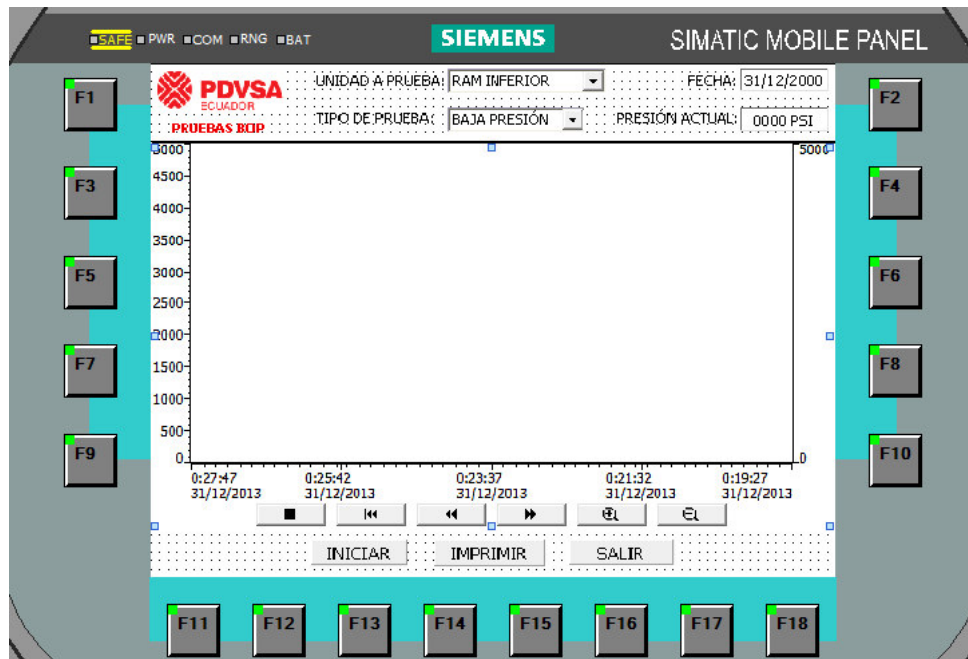 SAFE PWR COM RNG BAT SIEMENS SIMATIC MOBILE PANEL
F1 F2
PDVSA
ECUADOR
PRUEBAS BOP
UNIDAD A PRUEBA: RAM INFERIOR FECHA: 31/12/2000
TIPO DE PRUEBA: BAJA PRESIÓN PRESIÓN ACTUAL: 0000 PSI
5000 5000
F3 4500 F4
4000
3500
F5 3000 F6
2500
2000
F7 1500 F8
1000
500
F9 0 0 F10
0:27:47 0:25:42 0:23:37 0:21:32 0:19:27
31/12/2013 31/12/2013 31/12/2013 31/12/2013 31/12/2013
INICIAR IMPRIMIR SALIR
F11 F12 F13 F14 F15 F16 F17 F18